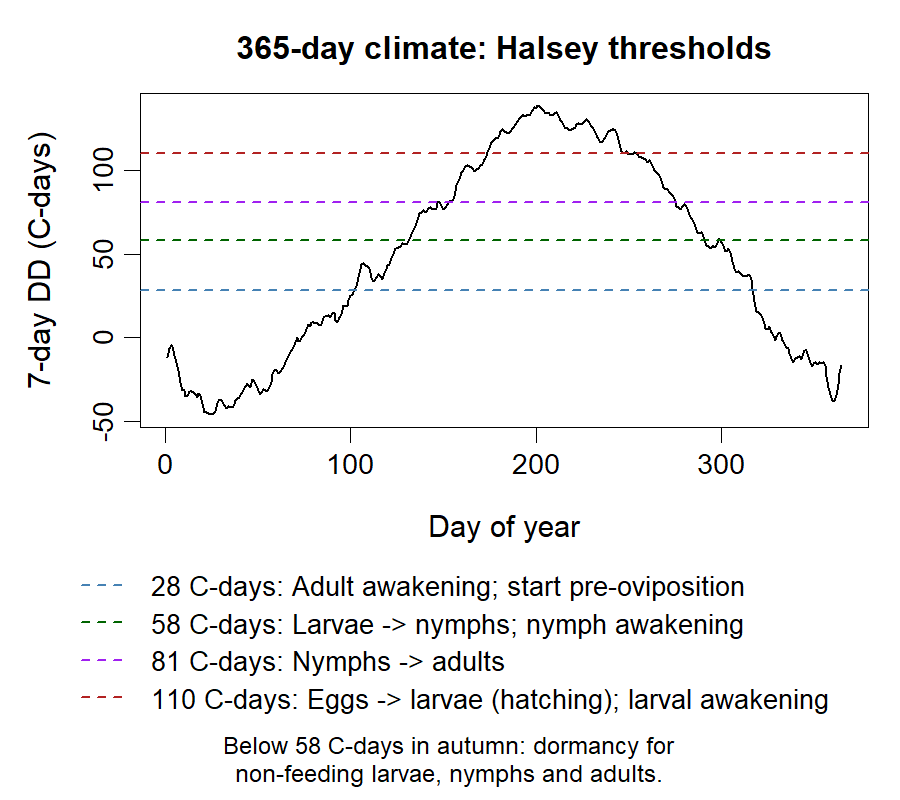 365-day climate: Halsey thresholds
7-day DD (C-days)
100
50
0
-50
0 100 200 300
Day of year
28 C-days: Adult awakening; start pre-oviposition
58 C-days: Larvae -> nymphs; nymph awakening
81 C-days: Nymphs -> adults
110 C-days: Eggs -> larvae (hatching); larval awakening
Below 58 C-days in autumn: dormancy for
non-feeding larvae, nymphs and adults.